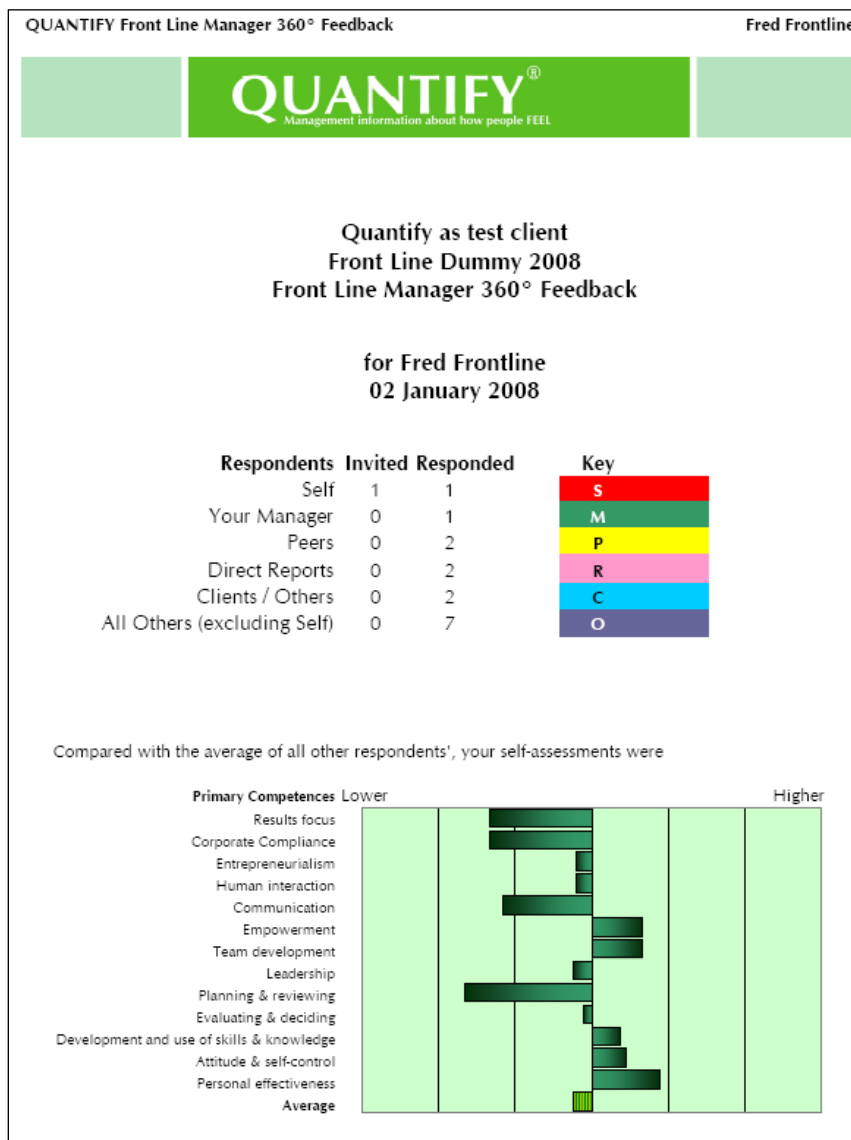 QUANTIFY Front Line Manager 360° Feedback Fred Frontline
QUANTIFY®
Management information about how people FEEL
Quantify as test client
Front Line Dummy 2008
Front Line Manager 360° Feedback
for Fred Frontline
02 January 2008
Respondents Invited Responded Key
Self 1 1 S
Your Manager 0 1 M
Peers 0 2 P
Direct Reports 0 2 R
Clients / Others 0 2 C
All Others (excluding Self) 0 7 O
Compared with the average of all other respondents', your self-assessments were
Primary Competences Lower Higher
Results focus
Corporate Compliance
Entrepreneurialism
Human interaction
Communication
Empowerment
Team development
Leadership
Planning & reviewing
Evaluating & deciding
Development and use of skills & knowledge
Attitude & self-control
Personal effectiveness
Average